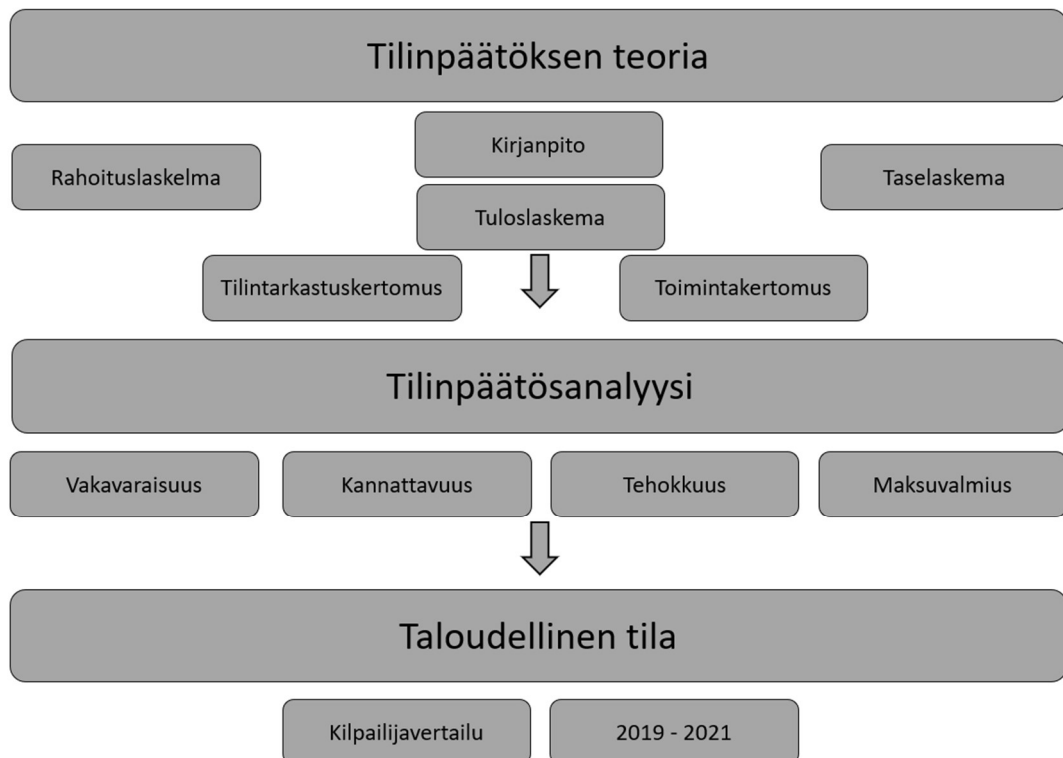 Tilinpäätöksen teoria
Kirjanpito
Rahoituslaskelma
Taselaskema
Tuloslaskema
Tilintarkastuskertomus
Toimintakertomus
Tilinpäätösanalyysi
Vakavaraisuus
Kannattavuus
Tehokkuus
Maksuvalmius
Taloudellinen tila
Kilpailijavertailu
2019 - 2021